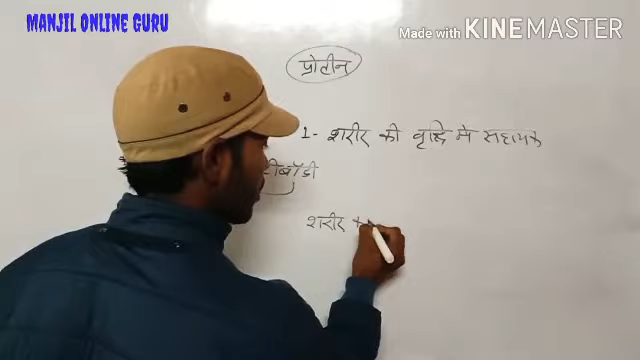 MANJIL ONLINE GURU
Made with KINEMASTER
प्रोटीन
1- शरीर की वृद्धि मे सहायक
टीबॉडी
शरीर